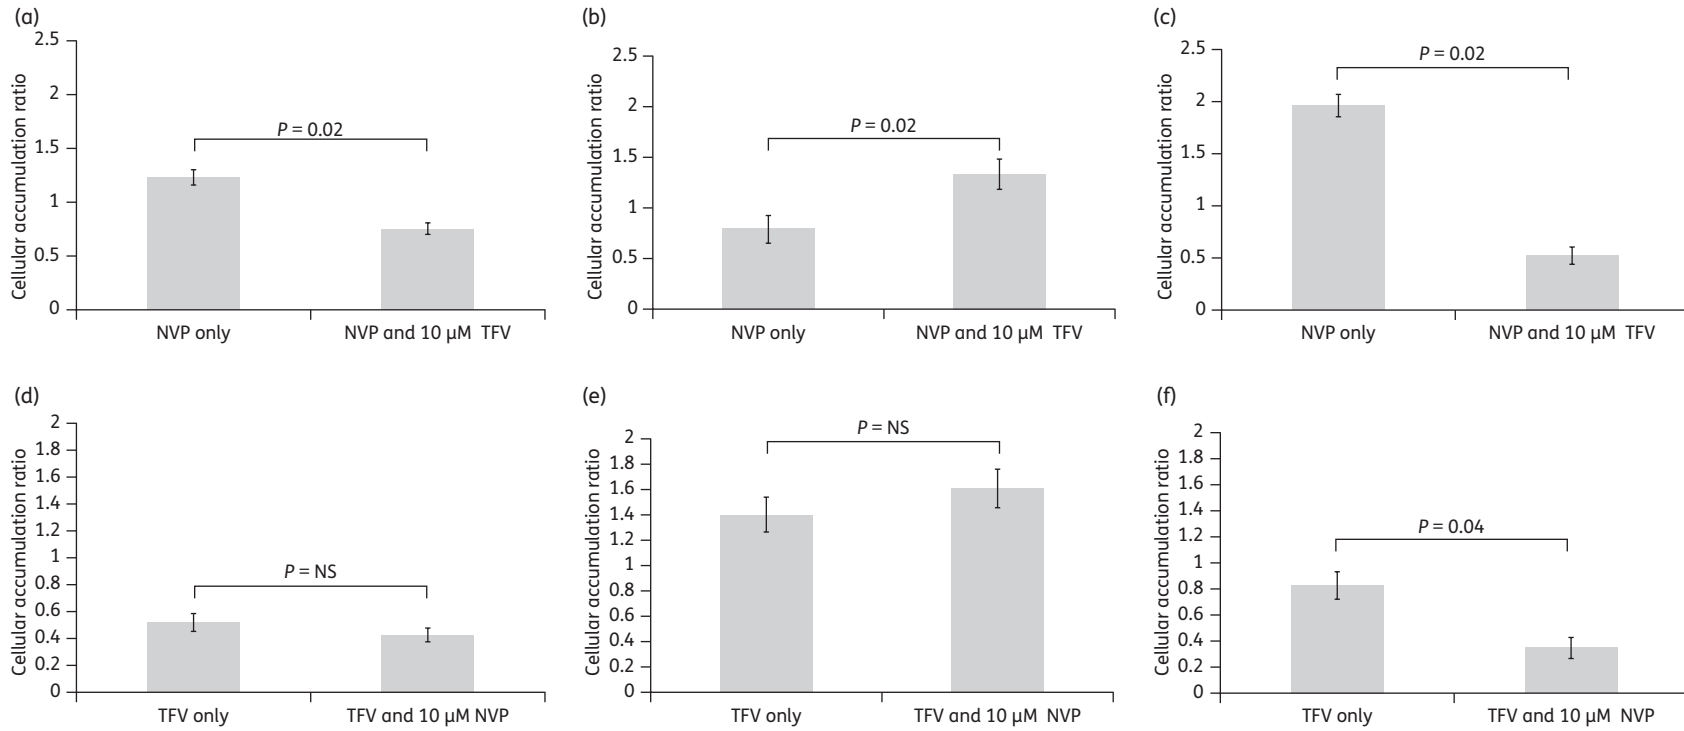 (a)
2.5
2
1.5
1
0.5
0
Cellular accumulation ratio
P = 0.02
NVP only
NVP and 10 µM TFV
(b)
2.5
2
1.5
1
0.5
0
Cellular accumulation ratio
P = 0.02
NVP only
NVP and 10 µM TFV
(c)
2.5
2
1.5
1
0.5
0
Cellular accumulation ratio
P = 0.02
NVP only
NVP and 10 µM TFV
(d)
2
1.8
1.6
1.4
1.2
1
0.8
0.6
0.4
0.2
0
Cellular accumulation ratio
P = NS
TFV only
TFV and 10 µM NVP
(e)
2
1.8
1.6
1.4
1.2
1
0.8
0.6
0.4
0.2
0
Cellular accumulation ratio
P = NS
TFV only
TFV and 10 µM NVP
(f)
2
1.8
1.6
1.4
1.2
1
0.8
0.6
0.4
0.2
0
Cellular accumulation ratio
P = 0.04
TFV only
TFV and 10 µM NVP